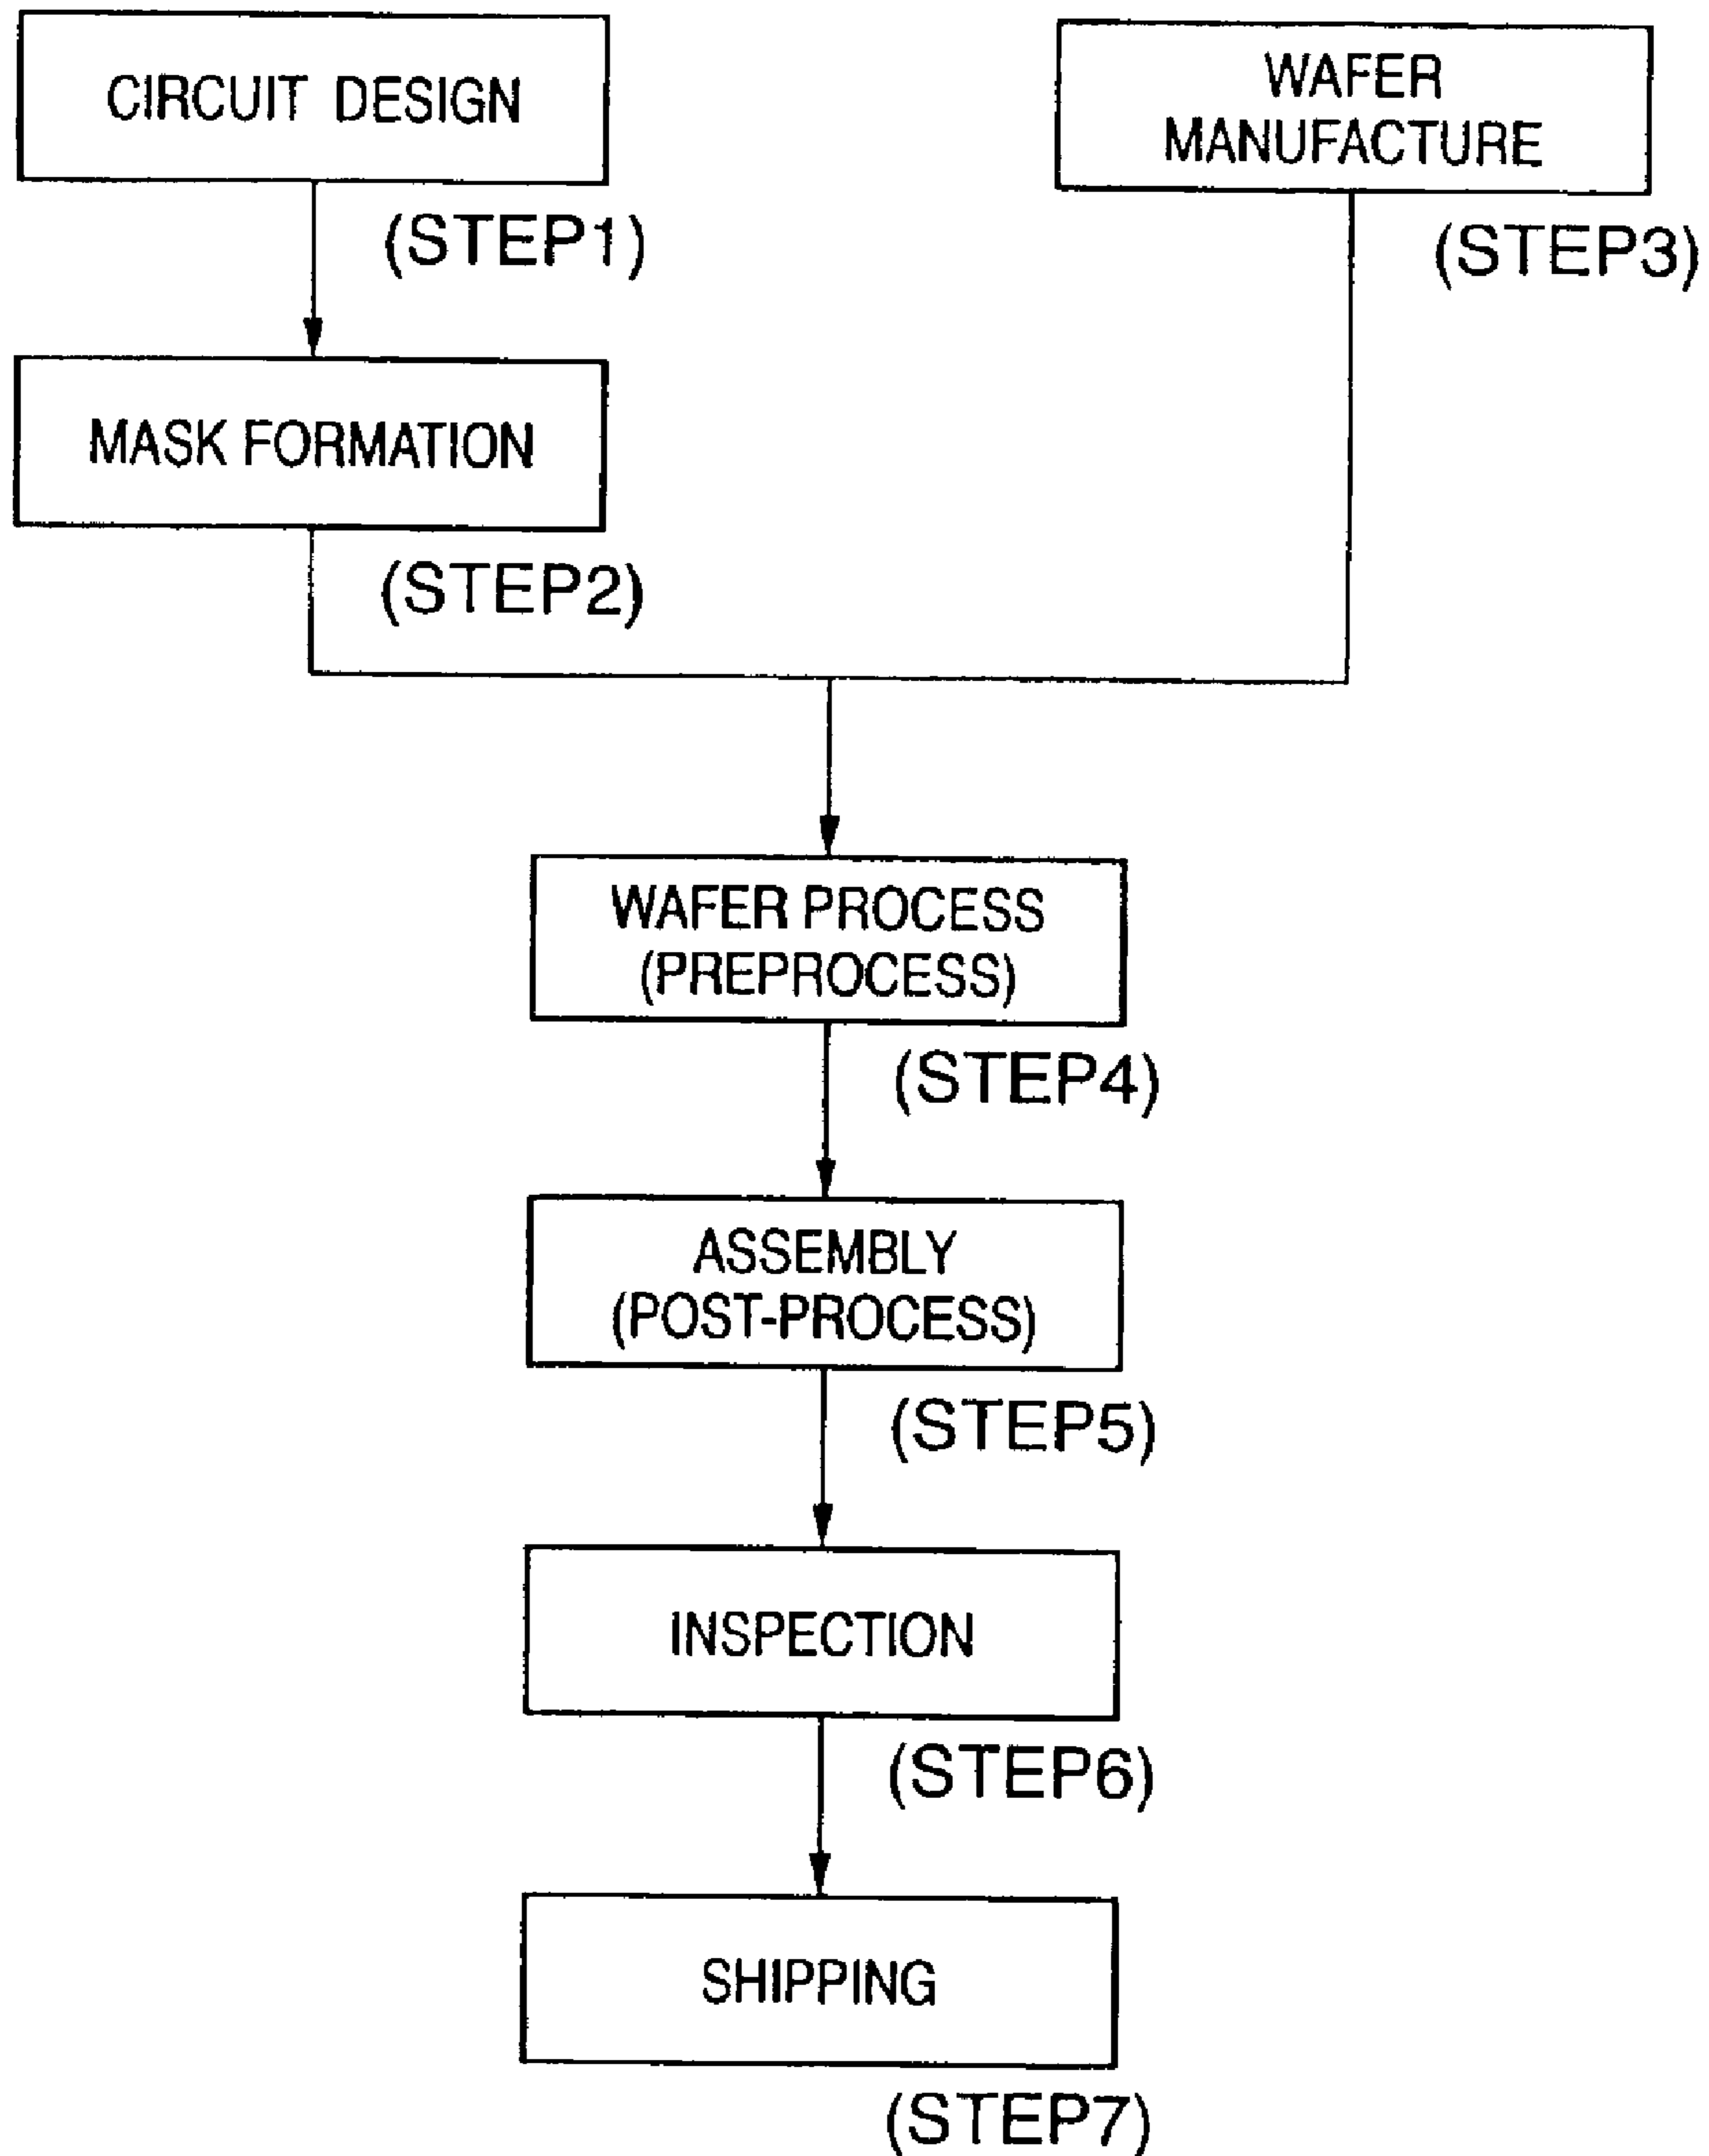 CIRCUIT DESIGN
(STEP1)
WAFER
MANUFACTURE
(STEP3)
MASK FORMATION
(STEP2)
WAFER PROCESS
(PREPROCESS)
(STEP4)
ASSEMBLY
(POST-PROCESS)
(STEP5)
INSPECTION
(STEP6)
SHIPPING
(STEP7)